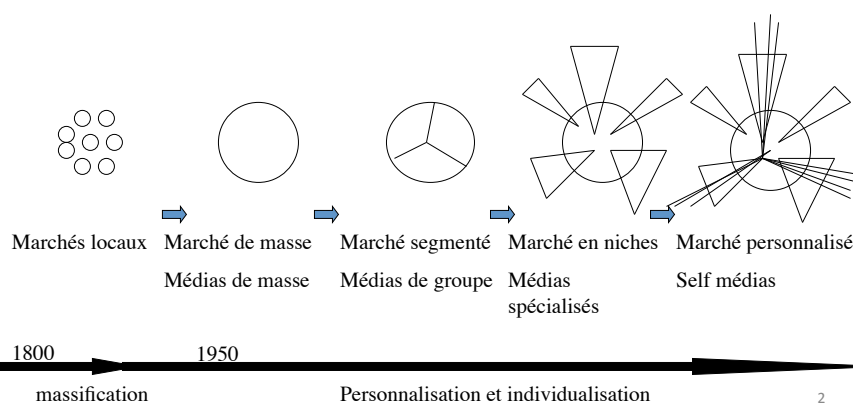 Marchés locaux
Marché de masse
Marché segmenté
Marché en niches
Marché personnalisé
Médias de masse
Médias de groupe
Médias
spécialisés
Self médias
1800
1950
massification
Personnalisation et individualisation
2